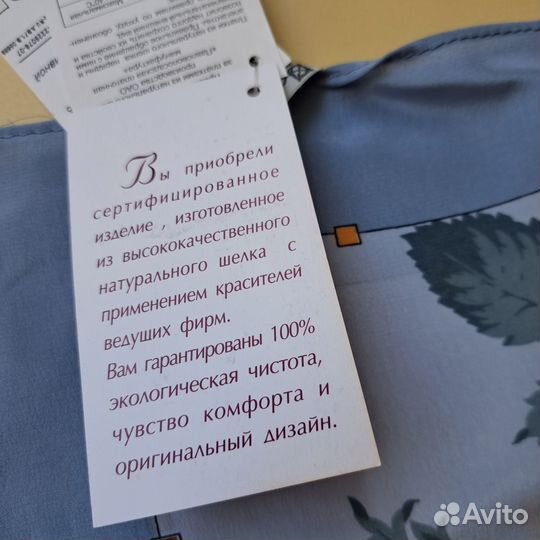 Вы приобрели
сертифицированное
изделие , изготовленное
из высококачественного
натурального шелка с
применением красителей
ведущих фирм.
Вам гарантированы 100%
экологическая чистота,
чувство комфорта и
оригинальный дизайн.
Avito